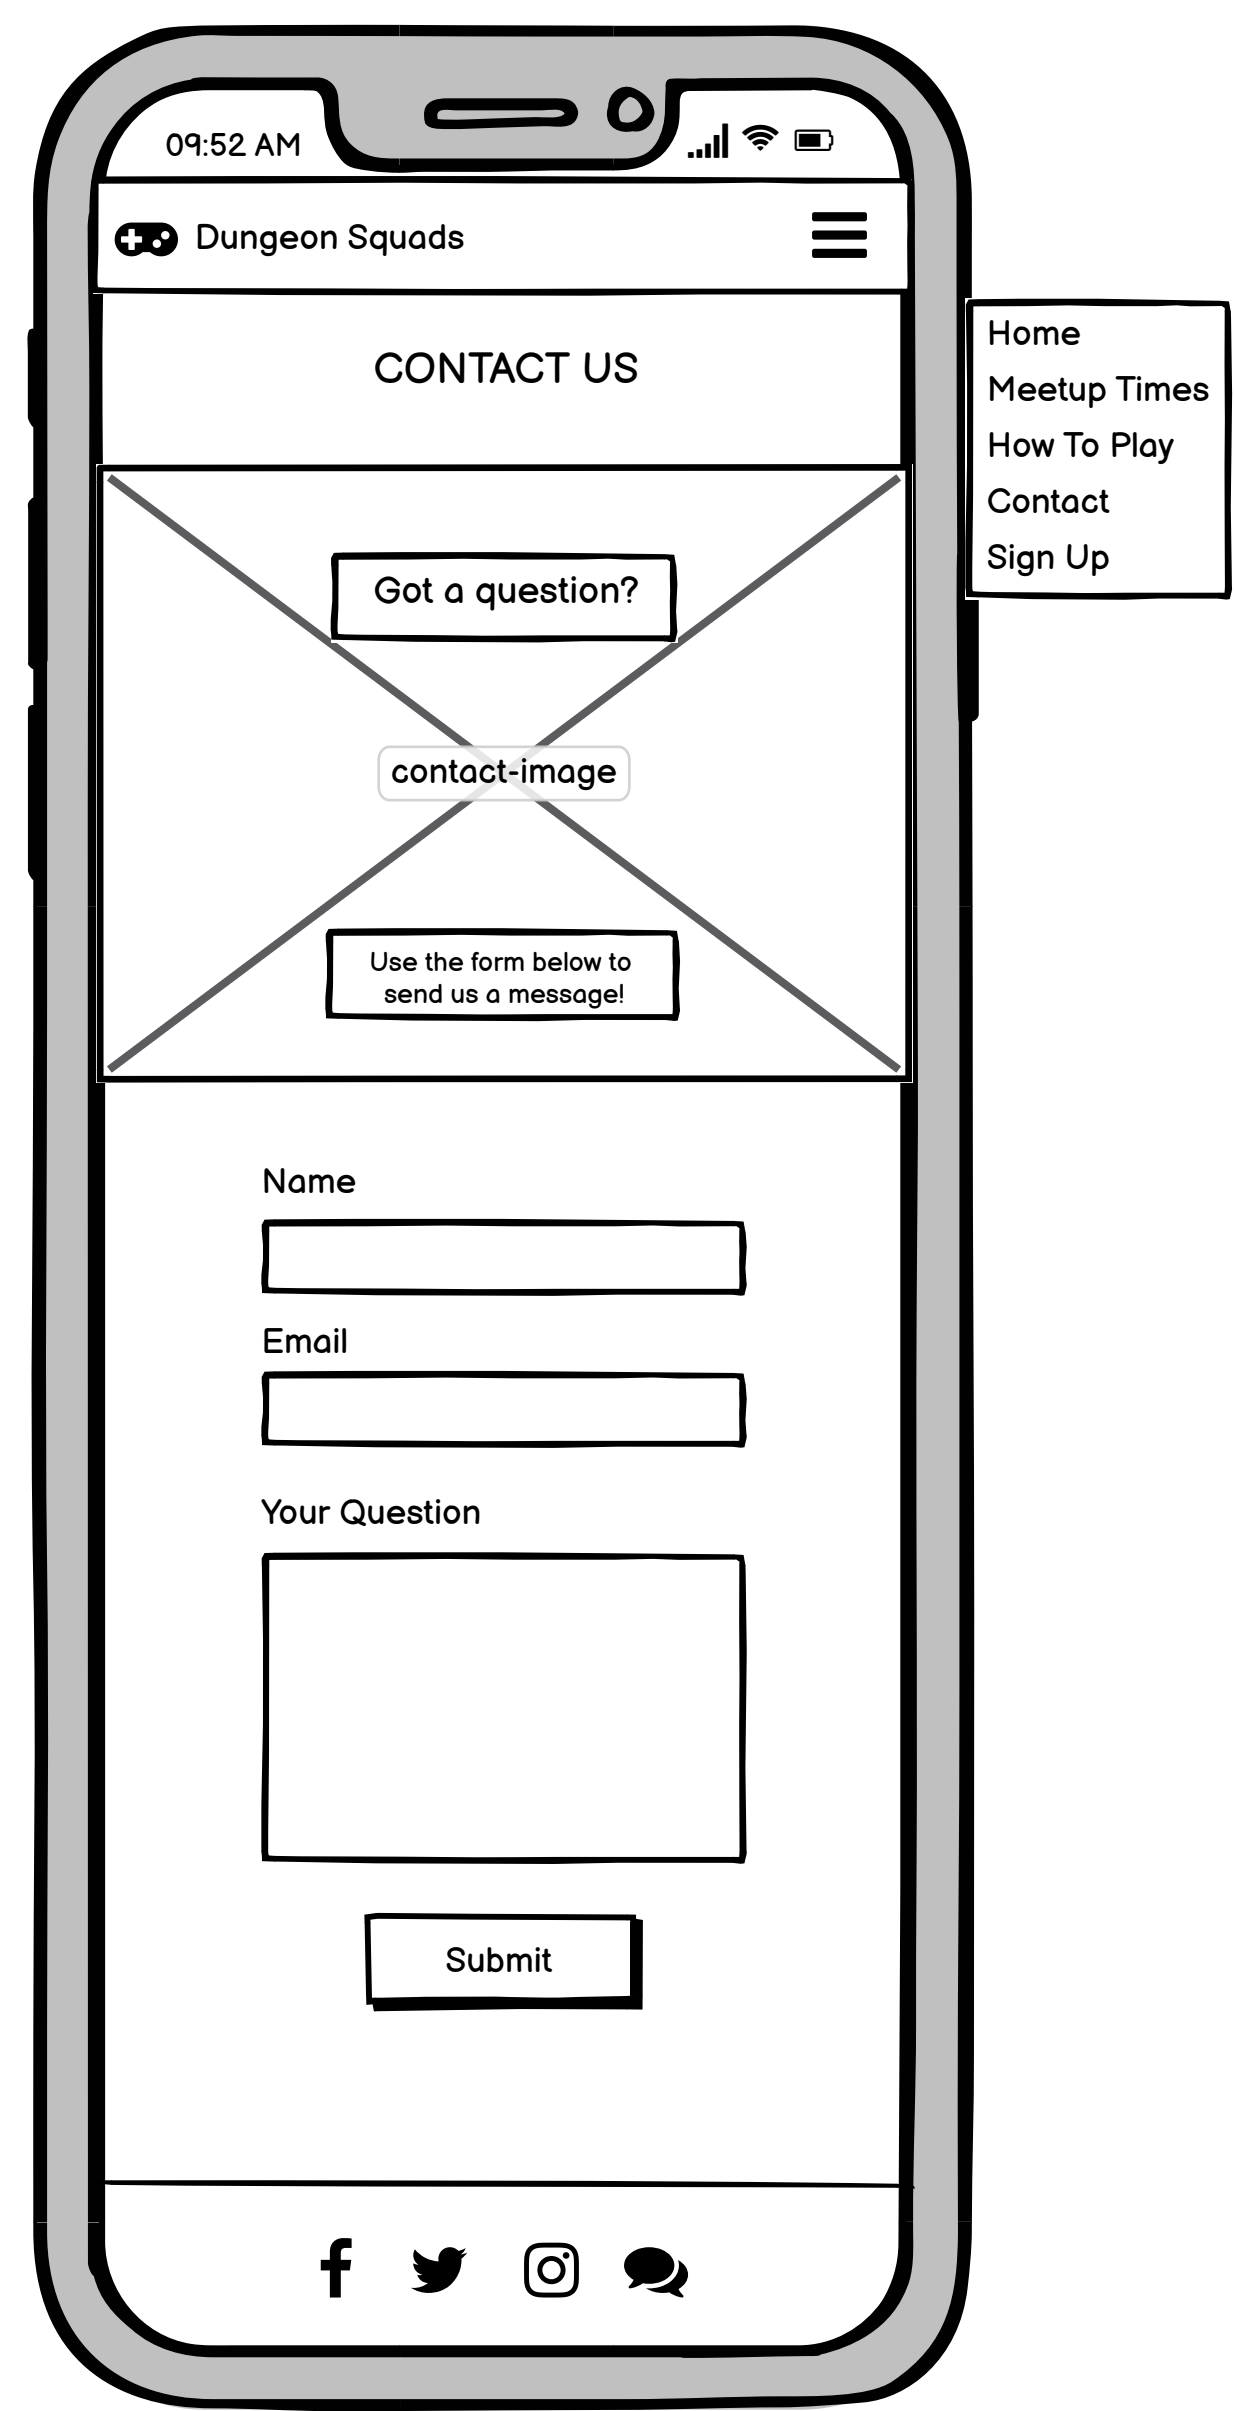 09:52 AM
Dungeon Squads
Home
Meetup Times
How To Play
Contact
Sign Up
CONTACT US
Got a question?
contact-image
Use the form below to
send us a message!
Name
Email
Your Question
Submit